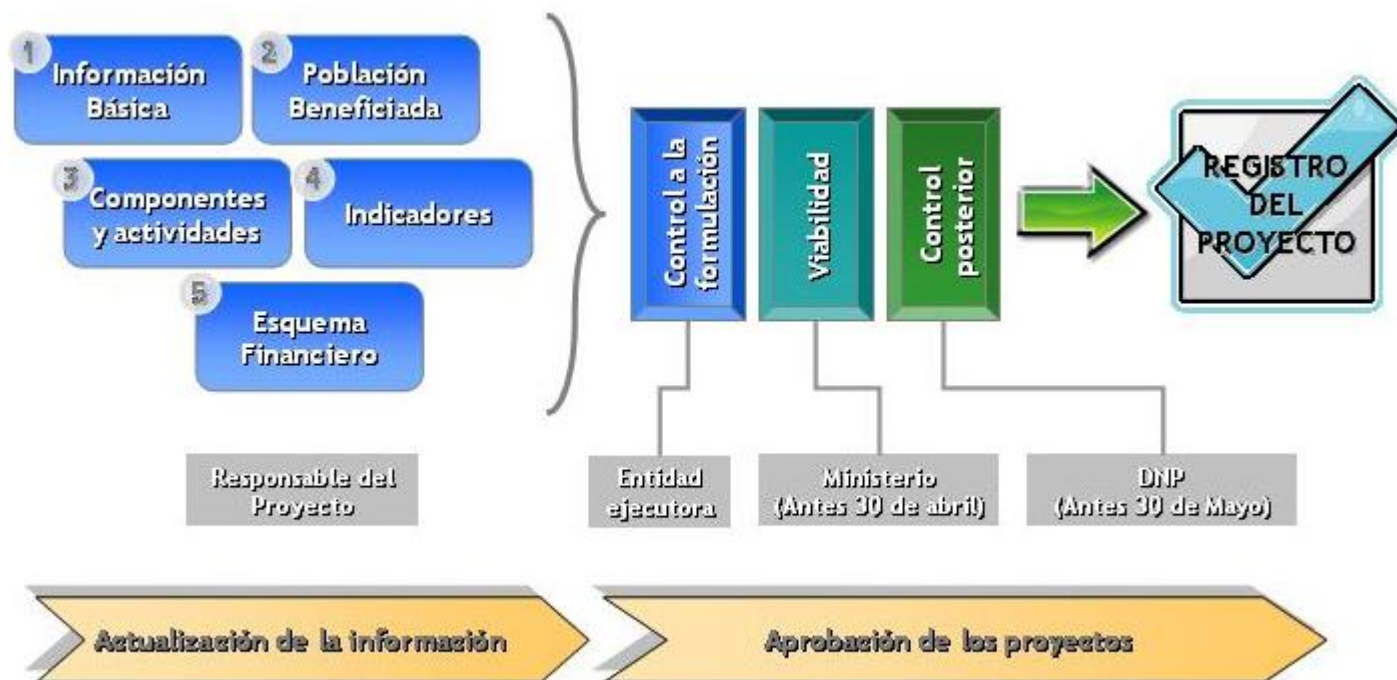 1
Información
Básica
2
Población
Beneficiada
3
Componentes
y actividades
4
Indicadores
5
Esquema
Financiero
Control a la
formulación
Viabilidad
Control
posterior
REGISTRO
DEL
PROYECTO
Responsable del
Proyecto
Entidad
ejecutora
Ministerio
(Antes 30 de abril)
DNP
(Antes 30 de Mayo)
Actualización de la información
Aprobación de los proyectos